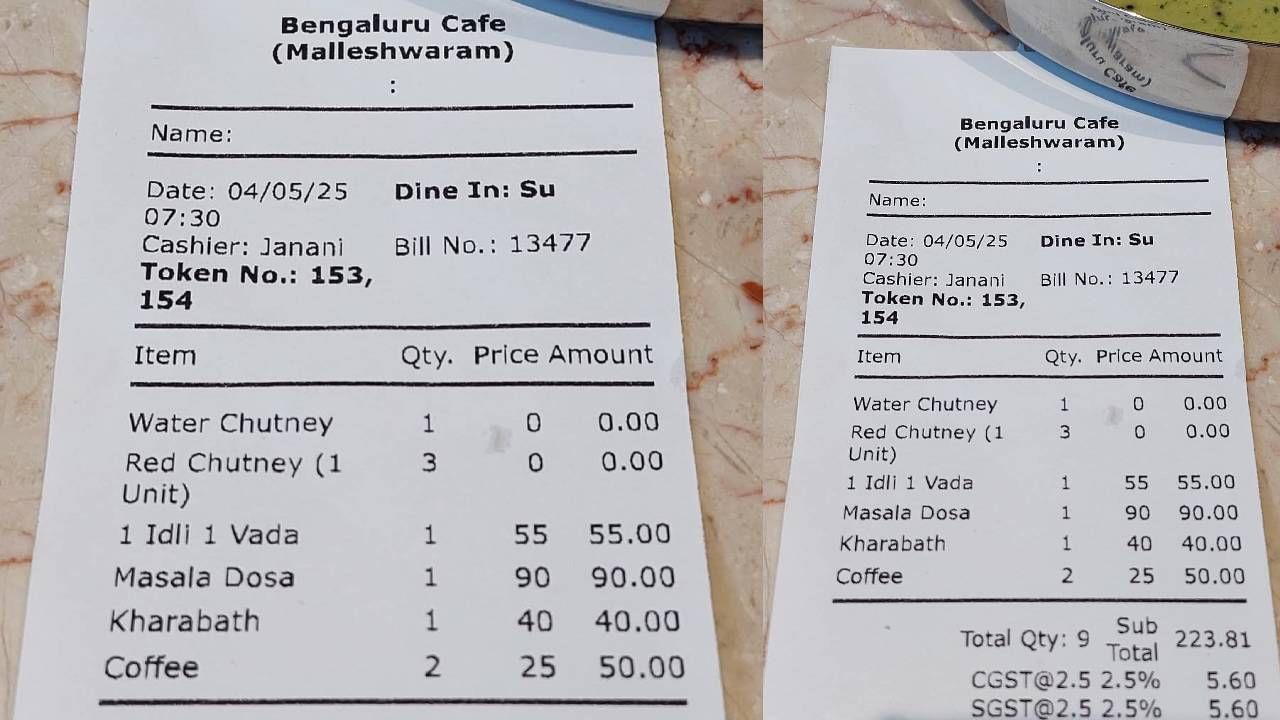 Bengaluru Cafe
(Malleshwaram)
:
Name:
Date: 04/05/25 Dine In: Su
07:30
Cashier: Janani Bill No.: 13477
Token No.: 153,
154
Item Qty. Price Amount
Water Chutney 1 0 0.00
Red Chutney (1 3 0 0.00
Unit)
1 Idli 1 Vada 1 55 55.00
Masala Dosa 1 90 90.00
Kharabath 1 40 40.00
Coffee 2 25 50.00
Bengaluru Cafe
(Malleshwaram)
:
Name:
Date: 04/05/25 Dine In: Su
07:30
Cashier: Janani Bill No.: 13477
Token No.: 153,
154
Item Qty. Price Amount
Water Chutney 1 0 0.00
Red Chutney (1 3 0 0.00
Unit)
1 Idli 1 Vada 1 55 55.00
Masala Dosa 1 90 90.00
Kharabath 1 40 40.00
Coffee 2 25 50.00
Total Qty: 9 Sub Total 223.81
CGST@2.5 2.5% 5.60
SGST@2.5 2.5% 5.60